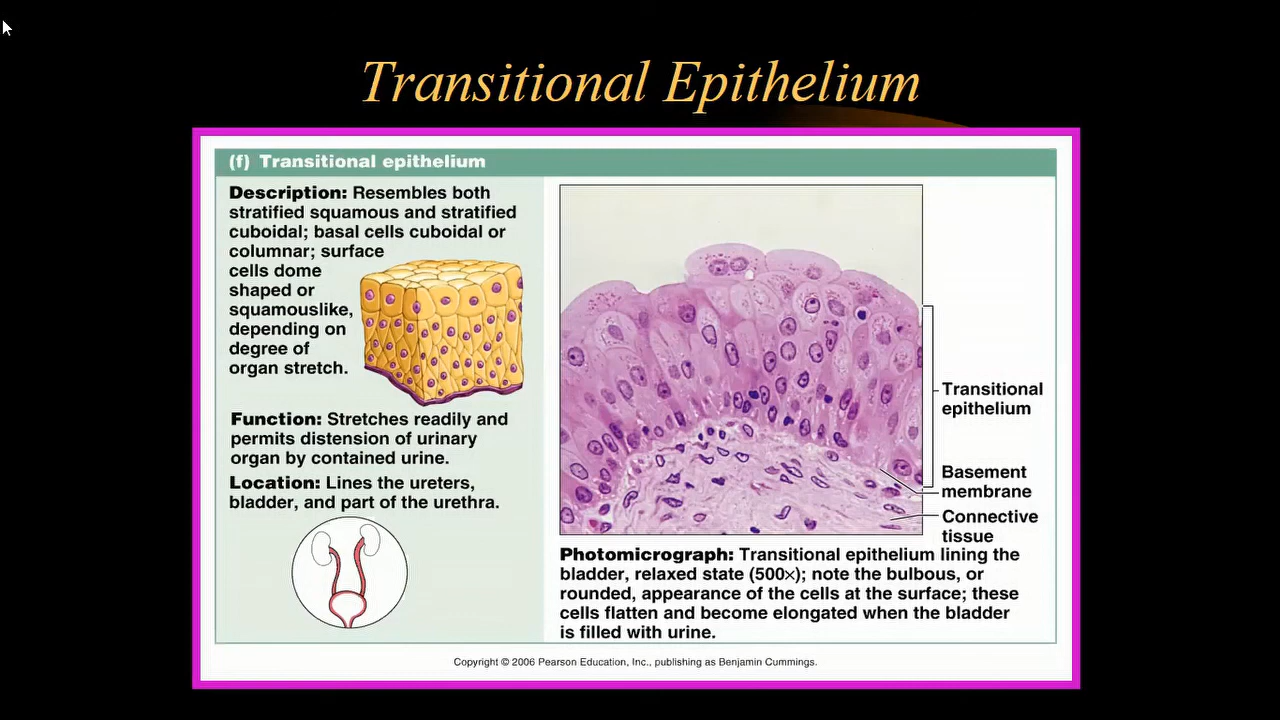 Transitional Epithelium
(f) Transitional epithelium
Description: Resembles both
stratified squamous and stratified
cuboidal; basal cells cuboidal or
columnar; surface
cells dome
shaped or
squamouslike,
depending on
degree of
organ stretch.
Function: Stretches readily and
permits distension of urinary
organ by contained urine.
Location: Lines the ureters,
bladder, and part of the urethra.
Transitional
epithelium
Basement
membrane
Connective
tissue
Photomicrograph: Transitional epithelium lining the
bladder, relaxed state (500×); note the bulbous, or
rounded, appearance of the cells at the surface; these
cells flatten and become elongated when the bladder
is filled with urine.
Copyright © 2006 Pearson Education, Inc., publishing as Benjamin Cummings.